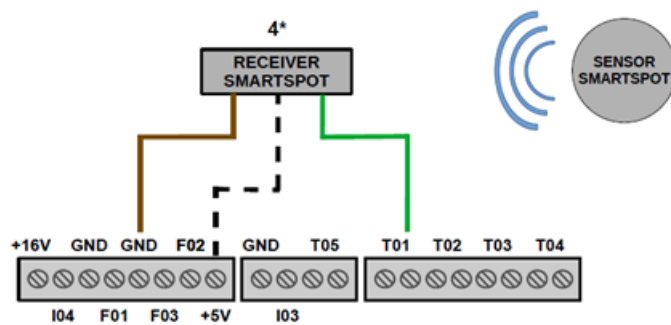 4*
RECEIVER
SMARTSPOT
SENSOR
SMARTSPOT
+16V GND GND F02 GND T05 T01 T02 T03 T04
I04 F01 F03 +5V I03